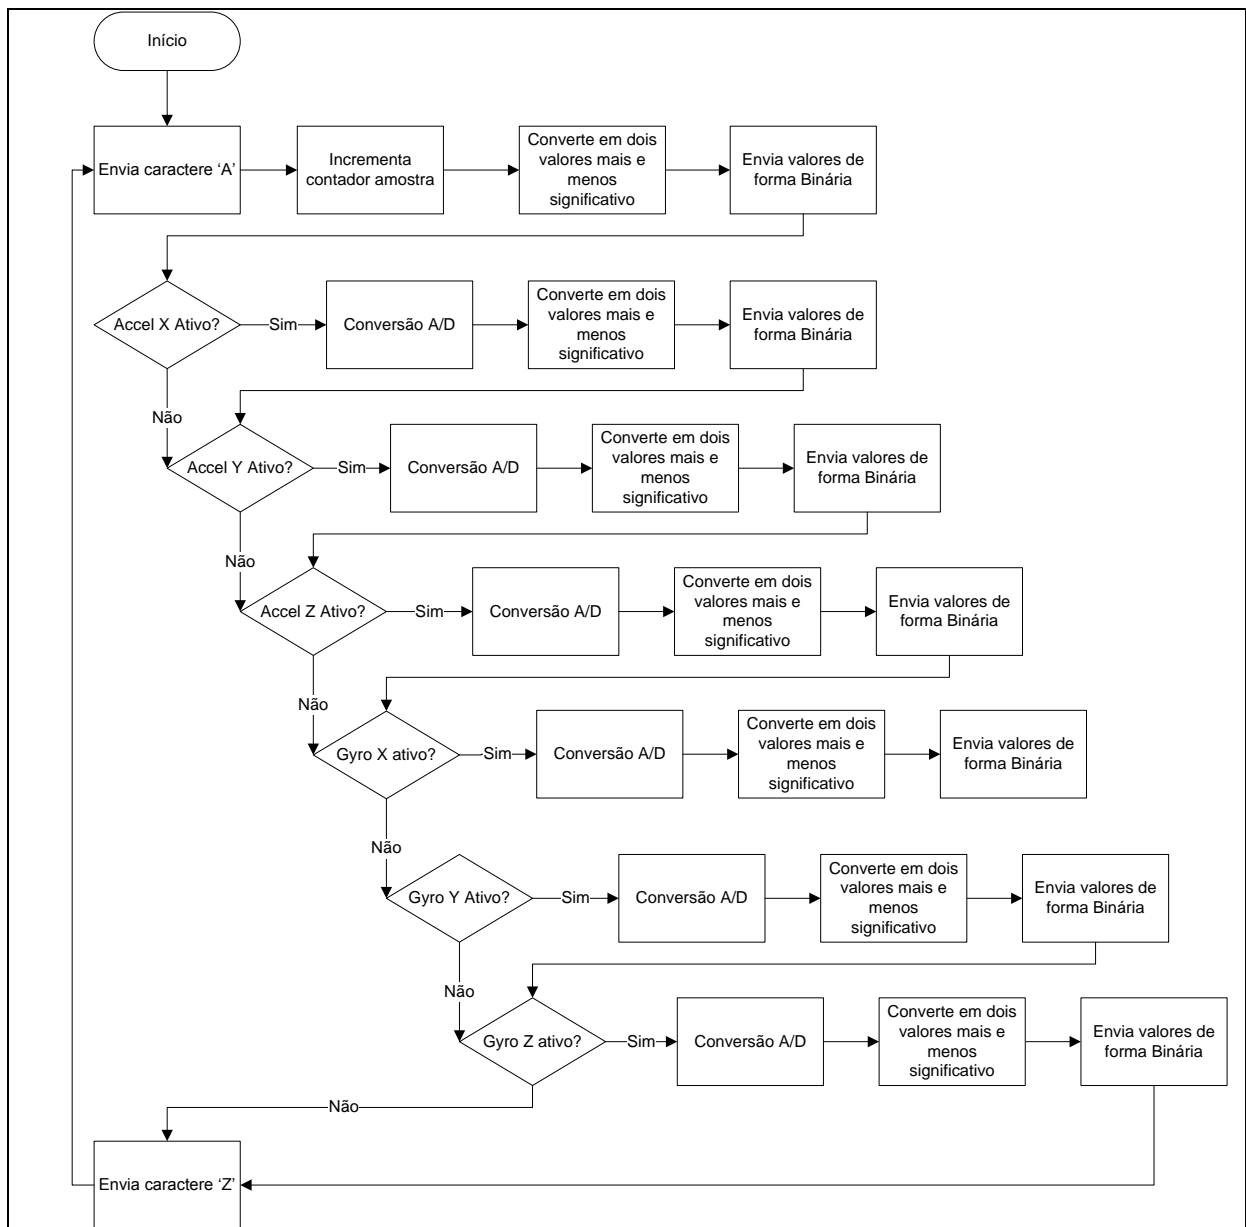 Início
Envia caractere ‘A’
Incrementa
contador amostra
Converte em dois
valores mais e
menos
significativo
Envia valores de
forma Binária
Accel X Ativo?
Sim
Conversão A/D
Converte em dois
valores mais e
menos
significativo
Envia valores de
forma Binária
Não
Accel Y Ativo?
Sim
Conversão A/D
Converte em dois
valores mais e
menos
significativo
Envia valores de
forma Binária
Não
Accel Z Ativo?
Sim
Conversão A/D
Converte em dois
valores mais e
menos
significativo
Envia valores de
forma Binária
Não
Gyro X ativo?
Sim
Conversão A/D
Converte em dois
valores mais e
menos
significativo
Envia valores de
forma Binária
Não
Gyro Y Ativo?
Sim
Conversão A/D
Converte em dois
valores mais e
menos
significativo
Envia valores de
forma Binária
Não
Gyro Z ativo?
Sim
Conversão A/D
Converte em dois
valores mais e
menos
significativo
Envia valores de
forma Binária
Não
Envia caractere ‘Z’